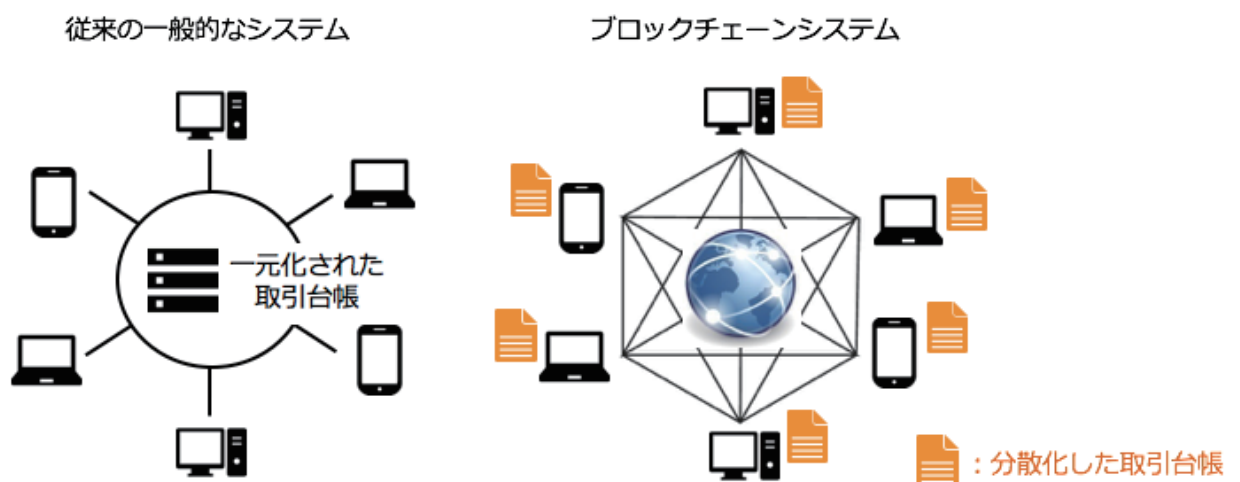 従来の一般的なシステム
ブロックチェーンシステム
一元化された
取引台帳
：分散化した取引台帳